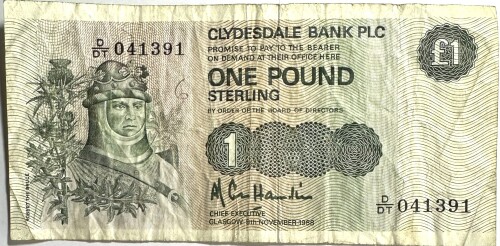 CLYDESDALE BANK PLC
D/DT 041391
£1
PROMISE TO PAY TO THE BEARER
ON DEMAND AT THEIR OFFICE HERE
ONE POUND
STERLING
BY ORDER OF THE BOARD OF DIRECTORS
1
D/DT 041391
CHIEF EXECUTIVE
GLASGOW 9th NOVEMBER 1988